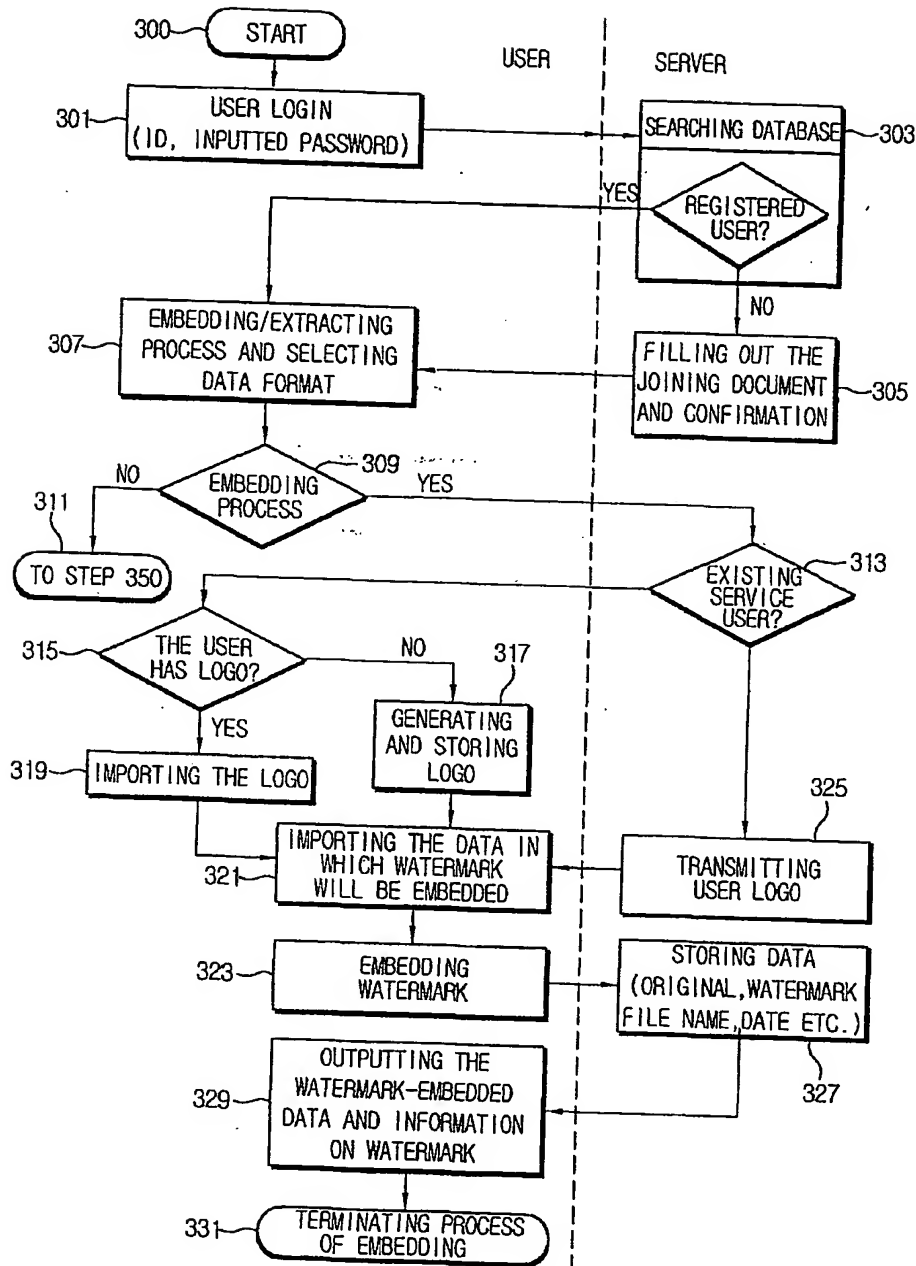 300
START
USER
SERVER
301
USER LOGIN
(ID, INPUTTED PASSWORD)
SEARCHING DATABASE
303
YES
REGISTERED
USER?
NO
307
EMBEDDING/EXTRACTING
PROCESS AND SELECTING
DATA FORMAT
FILLING OUT THE
JOINING DOCUMENT
AND CONFIRMATION
305
309
NO
EMBEDDING
PROCESS
YES
311
TO STEP 350
313
EXISTING
SERVICE
USER?
315
THE USER
HAS LOGO?
NO
317
YES
GENERATING
AND STORING
LOGO
319
IMPORTING THE LOGO
325
321
IMPORTING THE DATA IN
WHICH WATERMARK
WILL BE EMBEDDED
TRANSMITTING
USER LOGO
323
EMBEDDING
WATERMARK
STORING DATA
(ORIGINAL,WATERMARK
FILE NAME,DATE ETC.)
327
329
OUTPUTTING THE
WATERMARK-EMBEDDED
DATA AND INFORMATION
ON WATERMARK
331
TERMINATING PROCESS
OF EMBEDDING